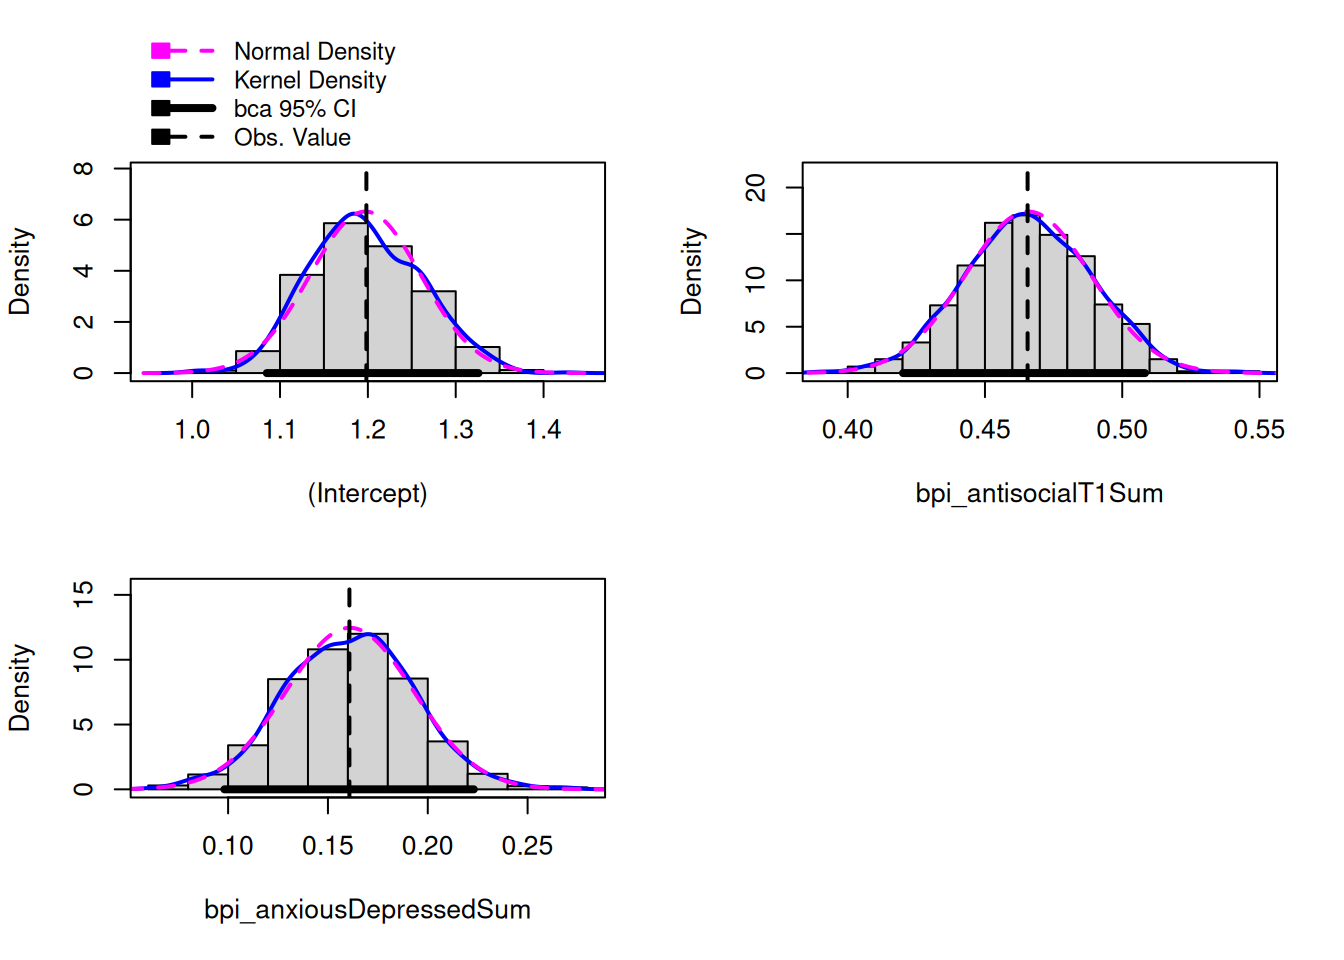 Normal Density
Kernel Density
bca 95% CI
Obs. Value
Density
0 2 4 6 8
1.0 1.1 1.2 1.3 1.4
(Intercept)
Density
0 5 10 20
0.40 0.45 0.50 0.55
bpi_antisocialT1Sum
Density
0 5 10 15
0.10 0.15 0.20 0.25
bpi_anxiousDepressedSum